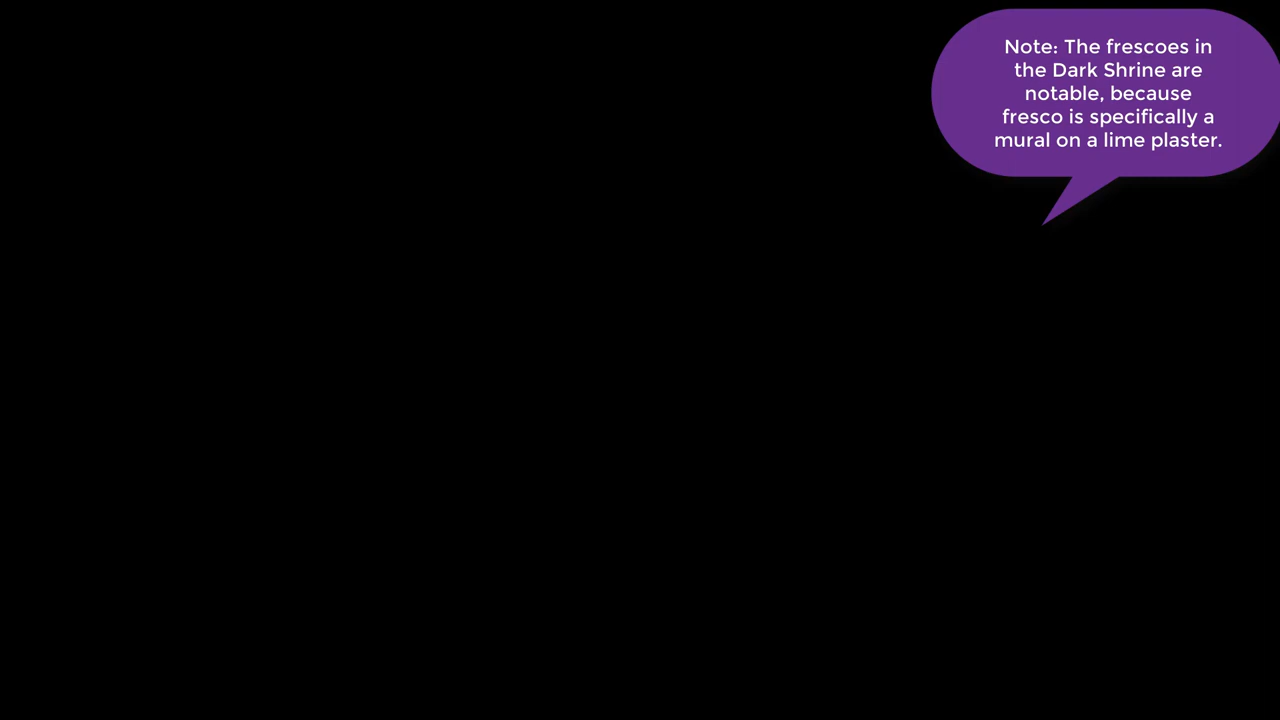 Note: The frescoes in
the Dark Shrine are
notable, because
fresco is specifically a
mural on a lime plaster.